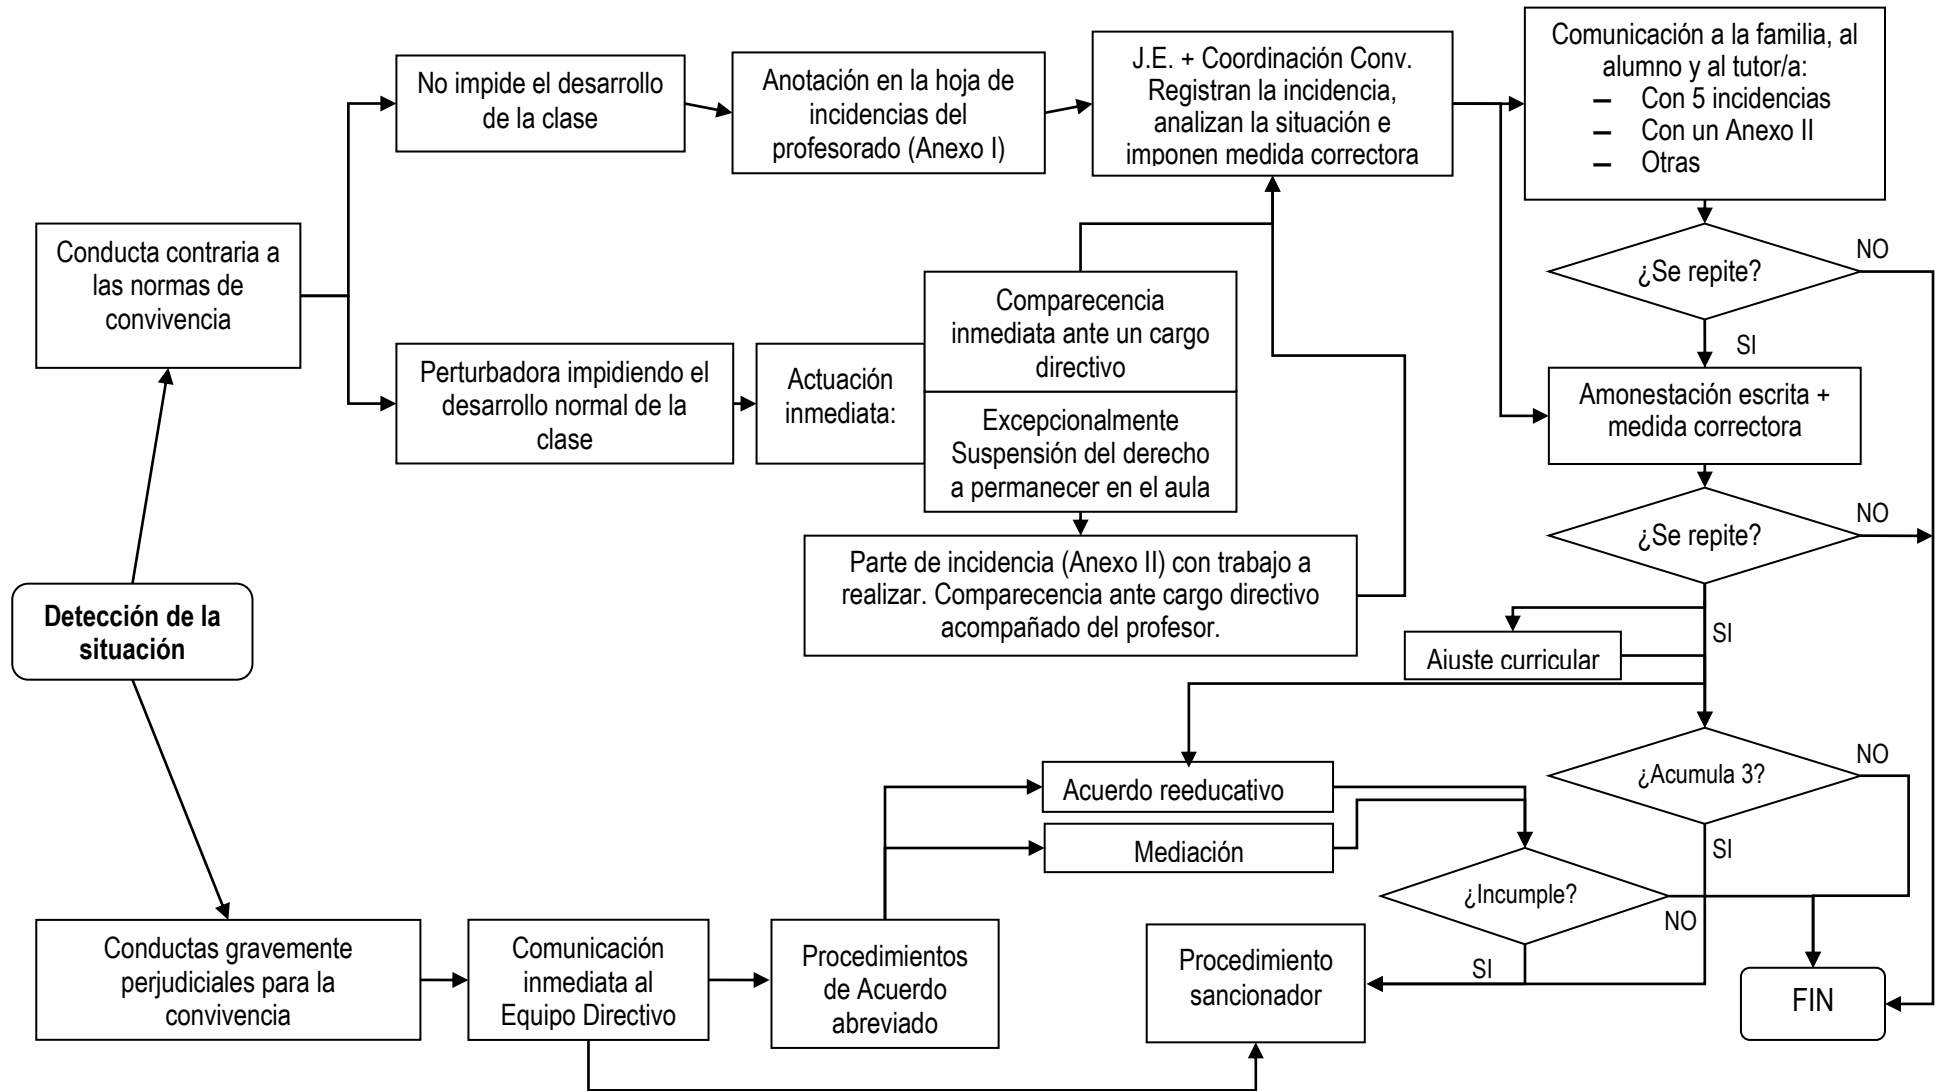 No impide el desarrollo
de la clase
Anotación en la hoja de
incidencias del
profesorado (Anexo I)
J.E. + Coordinación Conv.
Registran la incidencia,
analizan la situación e
imponen medida correctora
Comunicación a la familia, al
alumno y al tutor/a:
– Con 5 incidencias
– Con un Anexo II
– Otras
Conducta contraria a
las normas de
convivencia
¿Se repite?
NO
SI
Perturbadora impidiendo el
desarrollo normal de la
clase
Actuación
inmediata:
Comparecencia
inmediata ante un cargo
directivo
Excepcionalmente
Suspensión del derecho
a permanecer en el aula
Amonestación escrita +
medida correctora
¿Se repite?
NO
SI
Parte de incidencia (Anexo II) con trabajo a
realizar. Comparecencia ante cargo directivo
acompañado del profesor.
Detección de la
situación
Ajuste curricular
¿Acumula 3?
NO
SI
Acuerdo reeducativo
Mediación
¿Incumple?
NO
SI
Conductas gravemente
perjudiciales para la
convivencia
Comunicación
inmediata al
Equipo Directivo
Procedimientos
de Acuerdo
abreviado
Procedimiento
sancionador
FIN